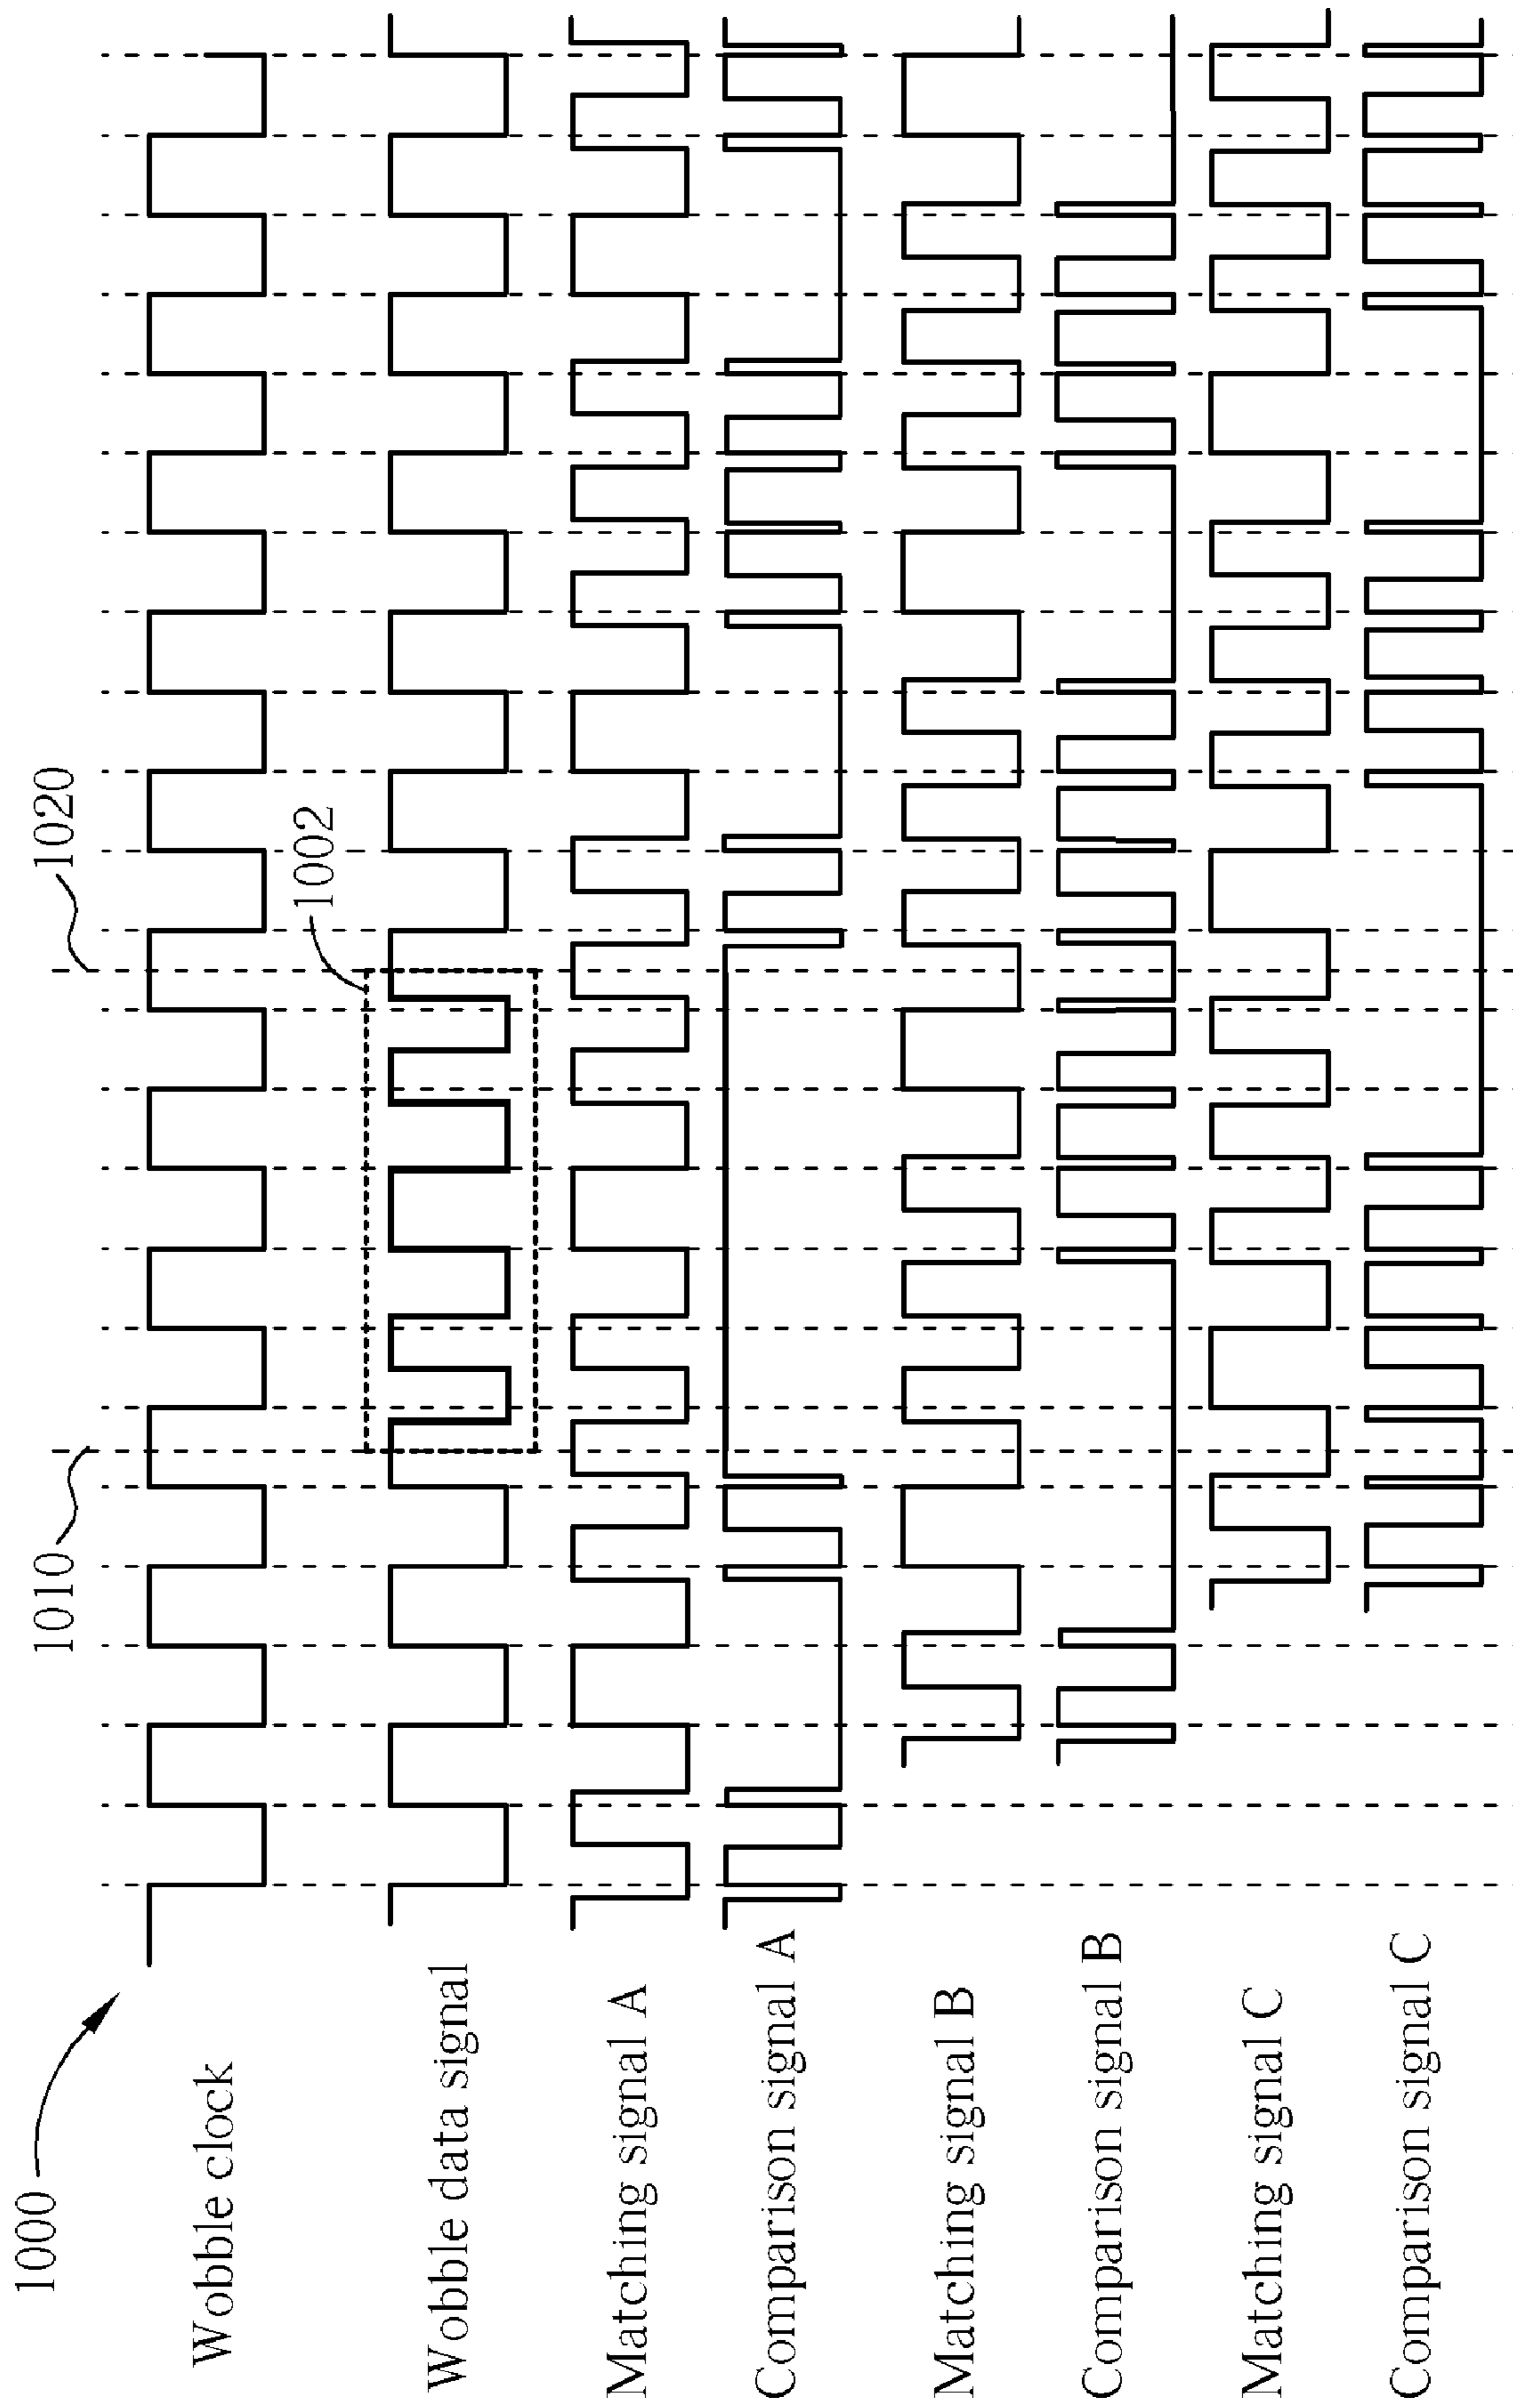 1000
1010
1020
1002
Wobble clock
Wobble data signal
Matching signal A
Comparison signal A
Matching signal B
Comparison signal B
Matching signal C
Comparison signal C